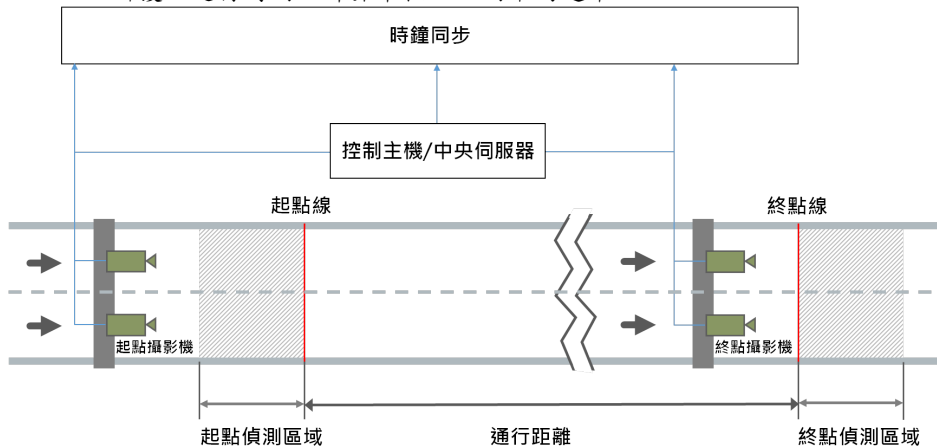 時鐘同步
控制主機/中央伺服器
起點線
終點線
起點攝影機
終點攝影機
起點偵測區域
通行距離
終點偵測區域